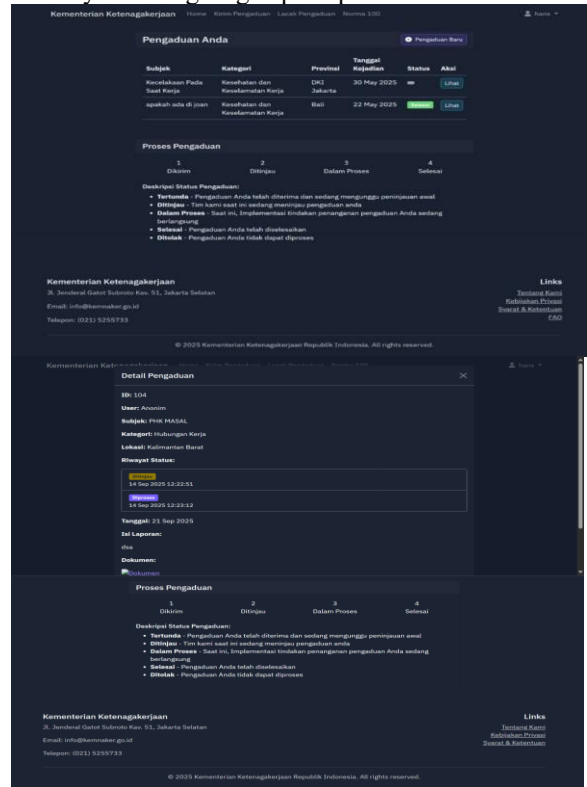 Kementerian Ketenagakerjaan Home Kirim Pengaduan Lacak Pengaduan Norma 100 hans
Pengaduan Anda Pengaduan Baru
Subjek Kategori Provinsi Tanggal Kejadian Status Aksi
Kecelakaan Pada Saat Kerja Kesehatan dan Keselamatan Kerja DKI Jakarta 30 May 2025 Lihat
apakah ada di joan Kesehatan dan Keselamatan Kerja Bali 22 May 2025 Selesai Lihat
Proses Pengaduan
1 2 3 4
Dikirim Ditinjau Dalam Proses Selesai
Deskripsi Status Pengaduan:
• Tertunda - Pengaduan Anda telah diterima dan sedang mengunggu peninjauan awal
• Ditinjau - Tim kami saat ini sedang meninjau pengaduan anda
• Dalam Proses - Saat ini, Implementasi tindakan penanganan pengaduan Anda sedang
berlangsung
• Selesai - Pengaduan Anda telah diselesaikan
• Ditolak - Pengaduan Anda tidak dapat diproses
Kementerian Ketenagakerjaan Links
Jl. Jenderal Gatot Subroto Kav. 51, Jakarta Selatan Tentang Kami
Kebijakan Privasi
Email: info@kemnaker.go.id Syarat & Ketentuan
Telepon: (021) 5255733 FAQ
© 2025 Kementerian Ketenagakerjaan Republik Indonesia. All rights reserved.
Detail Pengaduan
ID: 104
User: Anonim
Subjek: PHK MASAL
Kategori: Hubungan Kerja
Lokasi: Kalimantan Barat
Riwayat Status:
Ditinjau
14 Sep 2025 12:22:51
Diproses
14 Sep 2025 12:23:12
Tanggal: 21 Sep 2025
Isi Laporan:
dsa
Dokumen:
Dokumen
Proses Pengaduan
1 2 3 4
Dikirim Ditinjau Dalam Proses Selesai
Deskripsi Status Pengaduan:
• Tertunda - Pengaduan Anda telah diterima dan sedang mengunggu peninjauan awal
• Ditinjau - Tim kami saat ini sedang meninjau pengaduan anda
• Dalam Proses - Saat ini, Implementasi tindakan penanganan pengaduan Anda sedang
berlangsung
• Selesai - Pengaduan Anda telah diselesaikan
• Ditolak - Pengaduan Anda tidak dapat diproses
Kementerian Ketenagakerjaan Links
Jl. Jenderal Gatot Subroto Kav. 51, Jakarta Selatan Tentang Kami
Kebijakan Privasi
Email: info@kemnaker.go.id Syarat & Ketentuan
Telepon: (021) 5255733
© 2025 Kementerian Ketenagakerjaan Republik Indonesia. All rights reserved.